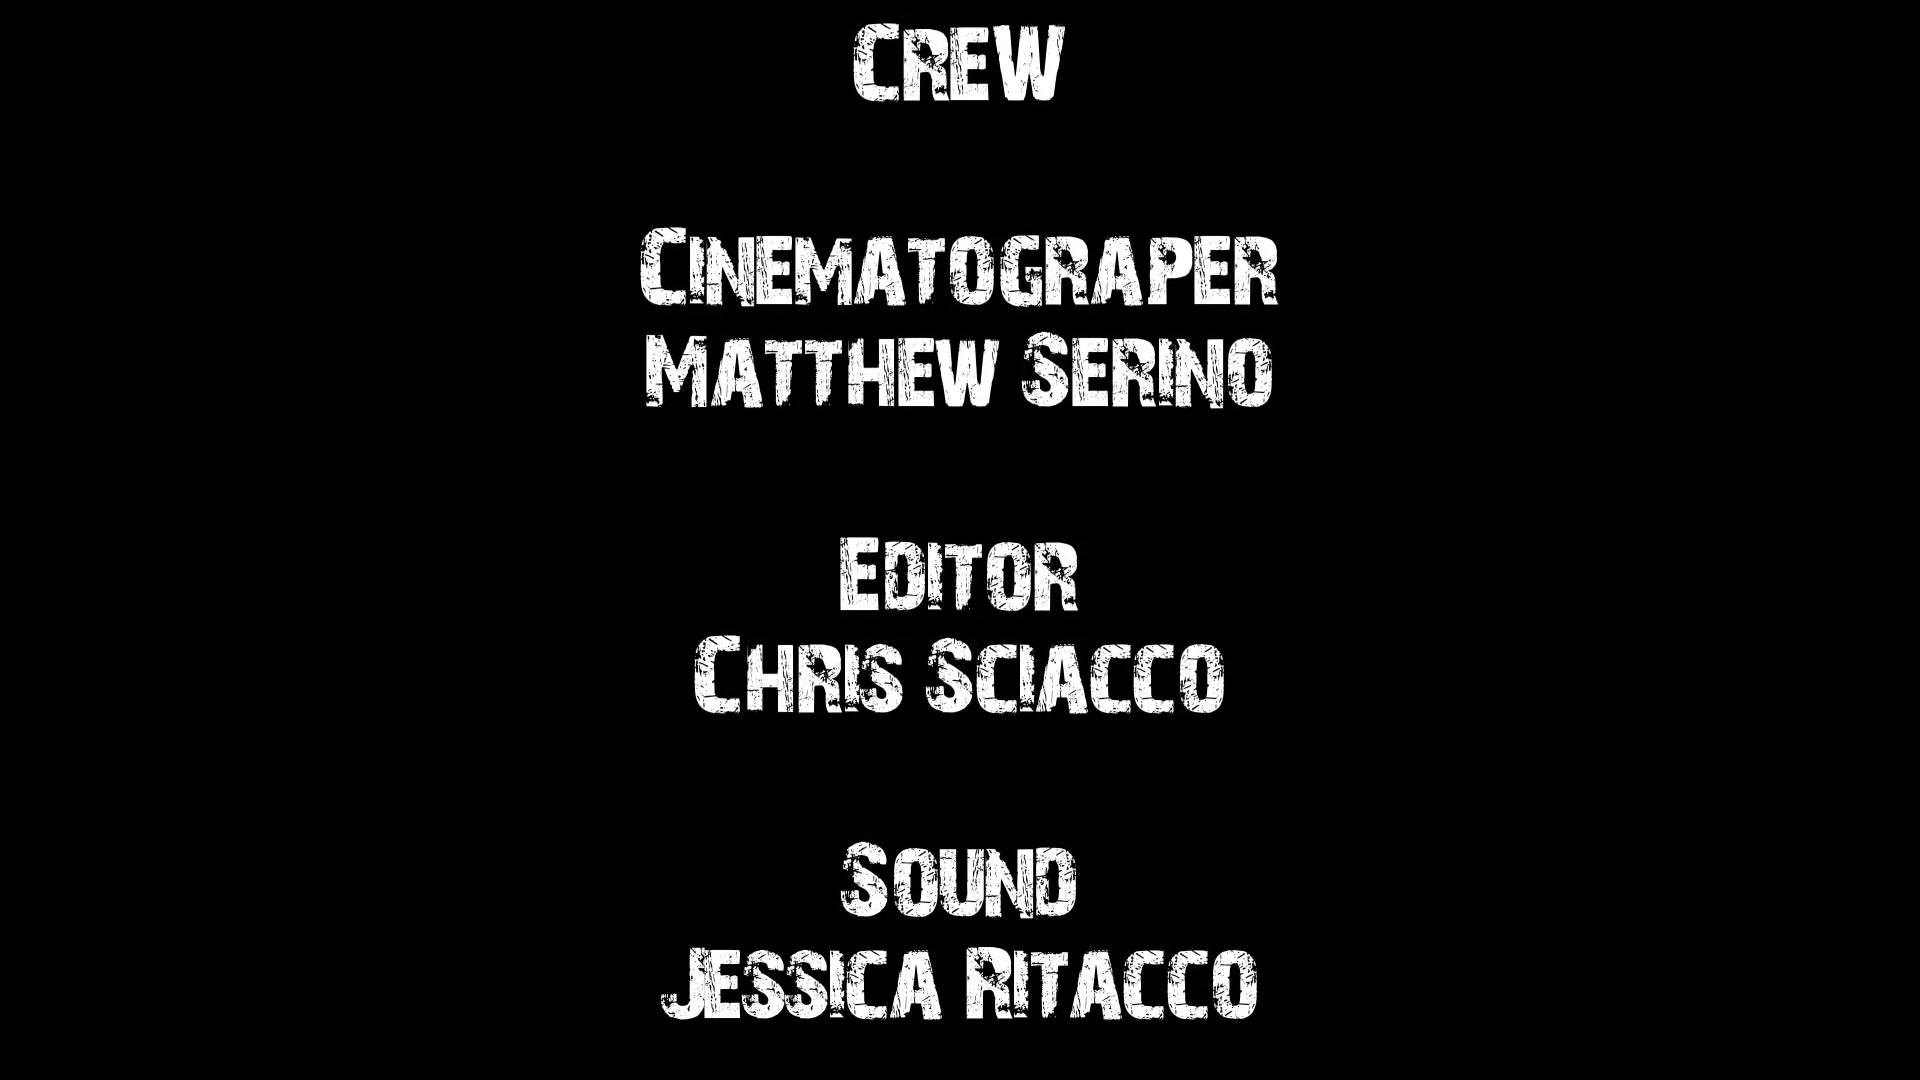 Crew
Cinematograper
Matthew Serino
Editor
Chris Sciacco
Sound
Jessica Ritacco